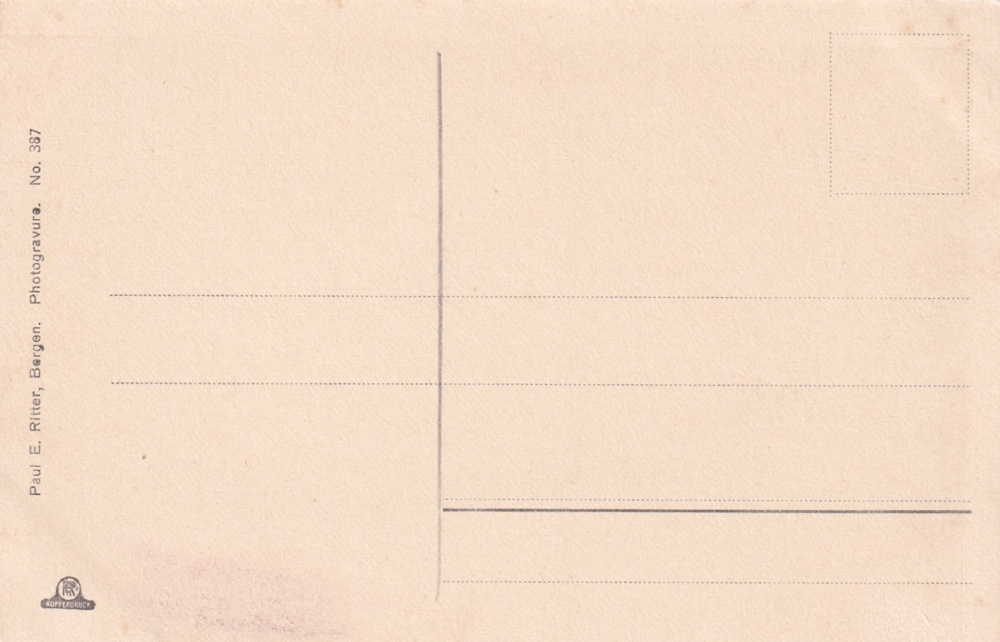 Paul E. Ritter, Bergen. Photogravure. No. 387
KUPFERDRUCK